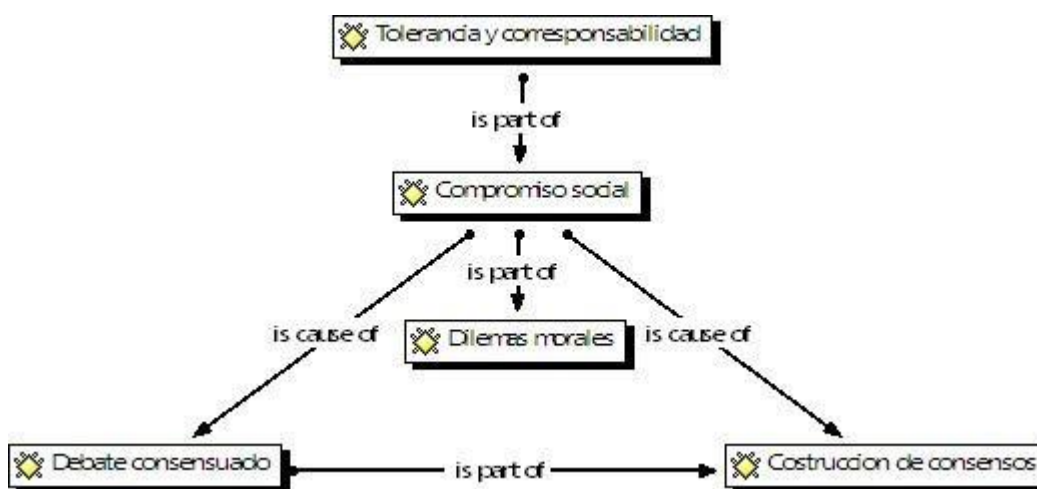 Tolerancia y corresponsabilidad
is part of
Compromiso social
is part of
is cause of
Dilemas morales
is cause of
Debate consensuado
is part of
Costruccion de consensos